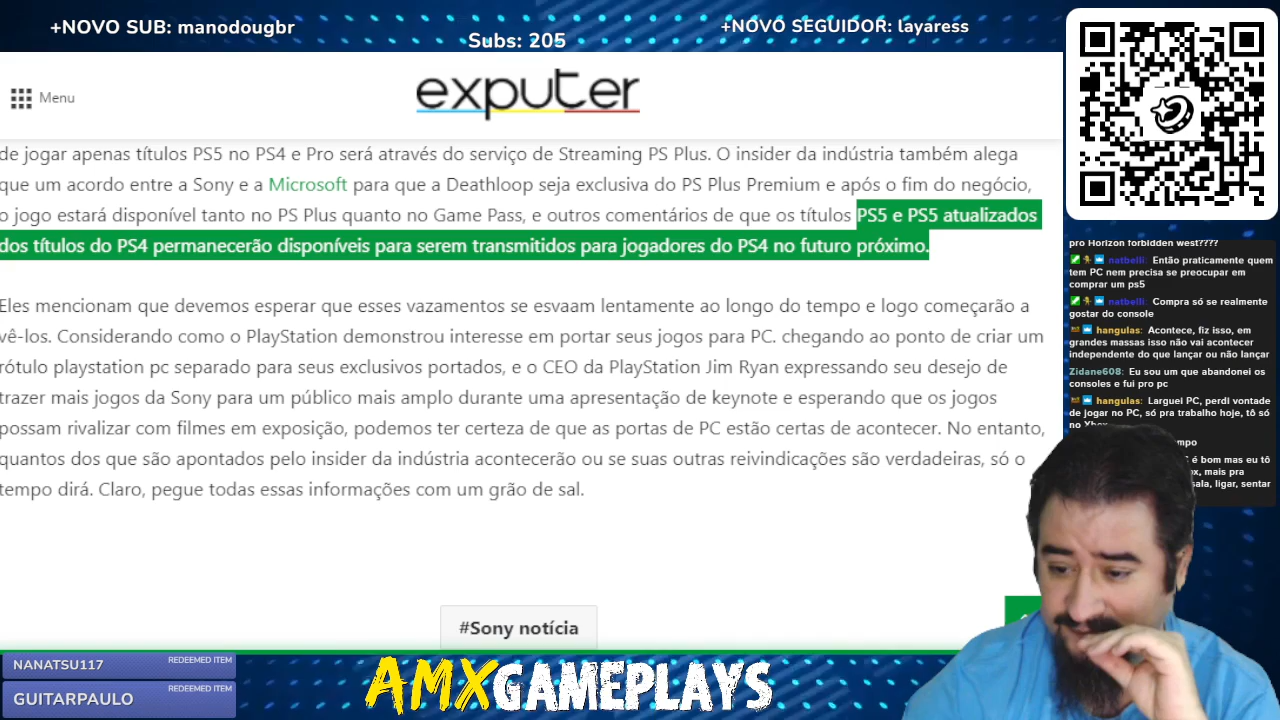 +NOVO SUB: manodougbr
Subs: 205
+NOVO SEGUIDOR: layaress
Menu
exputer
de jogar apenas títulos PS5 no PS4 e Pro será através do serviço de Streaming PS Plus. O insider da indústria também alega
que um acordo entre a Sony e a Microsoft para que a Deathloop seja exclusiva do PS Plus Premium e após o fim do negócio,
o jogo estará disponível tanto no PS Plus quanto no Game Pass, e outros comentários de que os títulos PS5 e PS5 atualizados
dos títulos do PS4 permanecerão disponíveis para serem transmitidos para jogadores do PS4 no futuro próximo.
Eles mencionam que devemos esperar que esses vazamentos se esvaam lentamente ao longo do tempo e logo começarão a
vê-los. Considerando como o PlayStation demonstrou interesse em portar seus jogos para PC. chegando ao ponto de criar um
rótulo playstation pc separado para seus exclusivos portados, e o CEO da PlayStation Jim Ryan expressando seu desejo de
trazer mais jogos da Sony para um público mais amplo durante uma apresentação de keynote e esperando que os jogos
possam rivalizar com filmes em exposição, podemos ter certeza de que as portas de PC estão certas de acontecer. No entanto,
quantos dos que são apontados pelo insider da indústria acontecerão ou se suas outras reivindicações são verdadeiras, só o
tempo dirá. Claro, pegue todas essas informações com um grão de sal.
#Sony notícia
pro Horizon forbidden west????
natbelli: Então praticamente quem
tem PC nem precisa se preocupar em
comprar um ps5
natbelli: Compra só se realmente
gostar do console
hangulas: Acontece, fiz isso, em
grandes massas isso não vai acontecer
independente do que lançar ou não lançar
Zidane608: Eu sou um que abandonei os
consoles e fui pro pc
hangulas: Larguei PC, perdi vontade
de jogar no PC, só pra trabalho hoje, tô só
no Xbox
é bom mas eu tô
mais pra
sala, ligar, sentar
NANATSU117
REDEEMED ITEM
GUITARPAULO
REDEEMED ITEM
AMXGAMEPLAYS